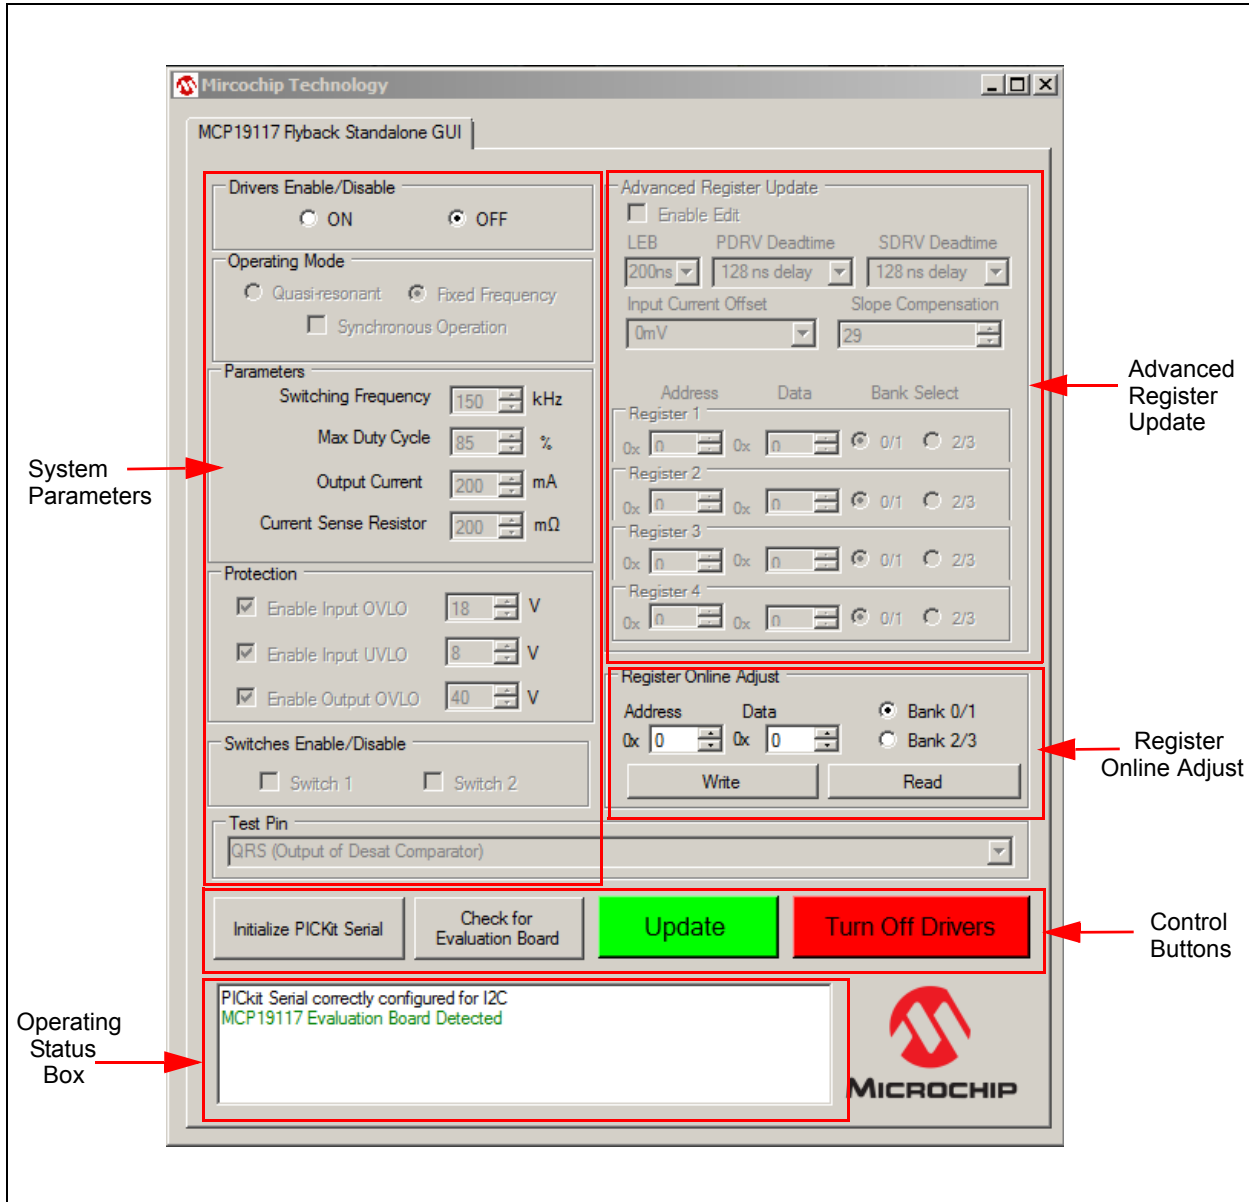 Mircochip Technology
MCP19117 Flyback Standalone GUI
Drivers Enable/Disable
ON OFF
Operating Mode
Quasi-resonant Fixed Frequency
Synchronous Operation
Parameters
Switching Frequency 150 kHz
Max Duty Cycle 85 %
Output Current 200 mA
Current Sense Resistor 200 mΩ
Protection
Enable Input OVLO 18 V
Enable Input UVLO 8 V
Enable Output OVLO 40 V
Switches Enable/Disable
Switch 1 Switch 2
Test Pin
QRS (Output of Desat Comparator)
Advanced Register Update
Enable Edit
LEB PDRV Deadtime SDRV Deadtime
200ns 128 ns delay 128 ns delay
Input Current Offset Slope Compensation
0mV 29
Address Data Bank Select
Register 1
0x 0 0x 0 0/1 2/3
Register 2
0x 0 0x 0 0/1 2/3
Register 3
0x 0 0x 0 0/1 2/3
Register 4
0x 0 0x 0 0/1 2/3
Register Online Adjust
Address Data Bank 0/1
0x 0 0x 0 Bank 2/3
Write Read
Initialize PICKit Serial
Check for
Evaluation Board
Update
Turn Off Drivers
PICkit Serial correctly configured for I2C
MCP19117 Evaluation Board Detected
MICROCHIP
System
Parameters
Operating
Status
Box
Advanced
Register
Update
Register
Online Adjust
Control
Buttons